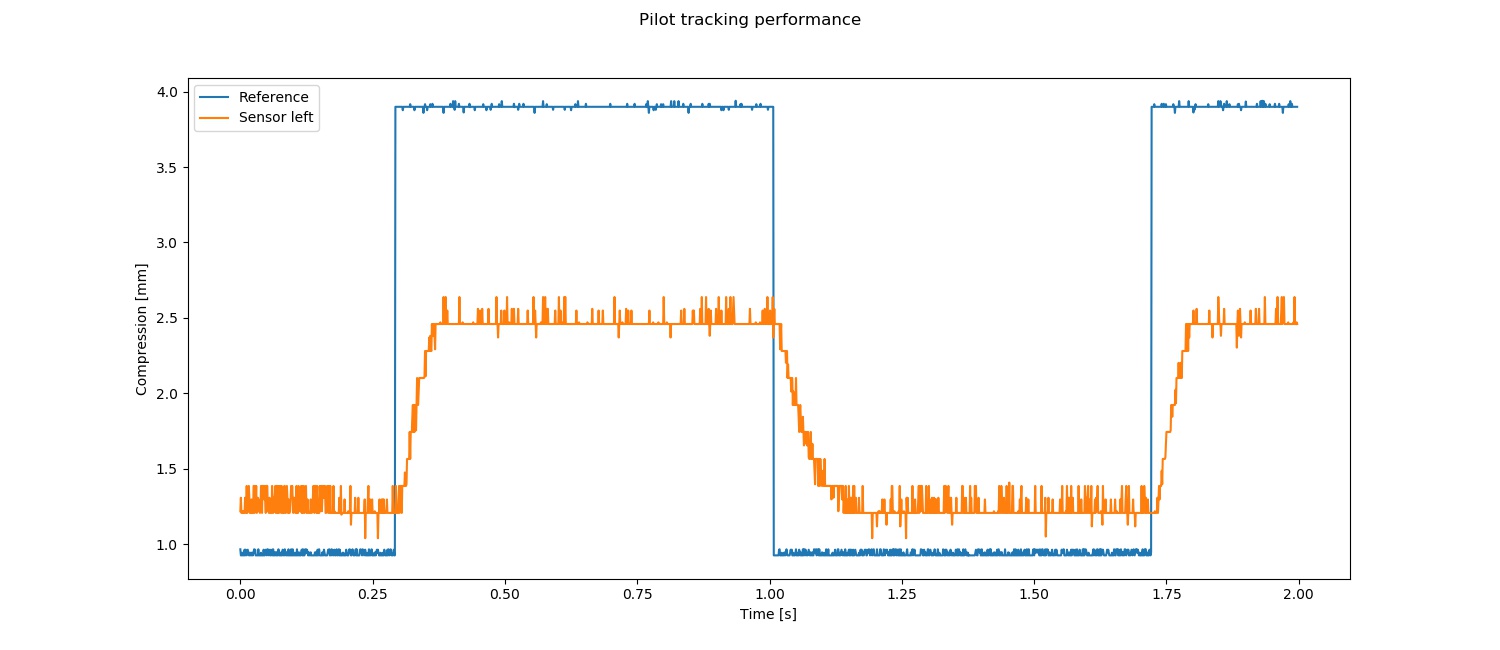 Pilot tracking performance
Reference
Sensor left
4.0
3.5
3.0
2.5
2.0
1.5
1.0
Compression [mm]
0.00 0.25 0.50 0.75 1.00 1.25 1.50 1.75 2.00
Time [s]